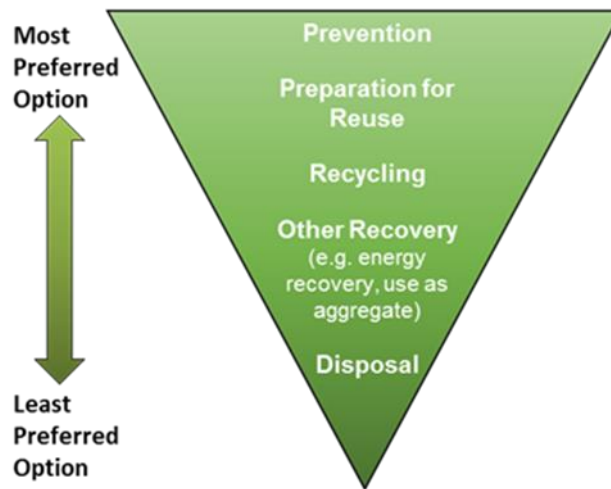 Most
Preferred
Option
Prevention
Preparation for
Reuse
Recycling
Other Recovery
(e.g. energy
recovery, use as
aggregate)
Disposal
Least
Preferred
Option